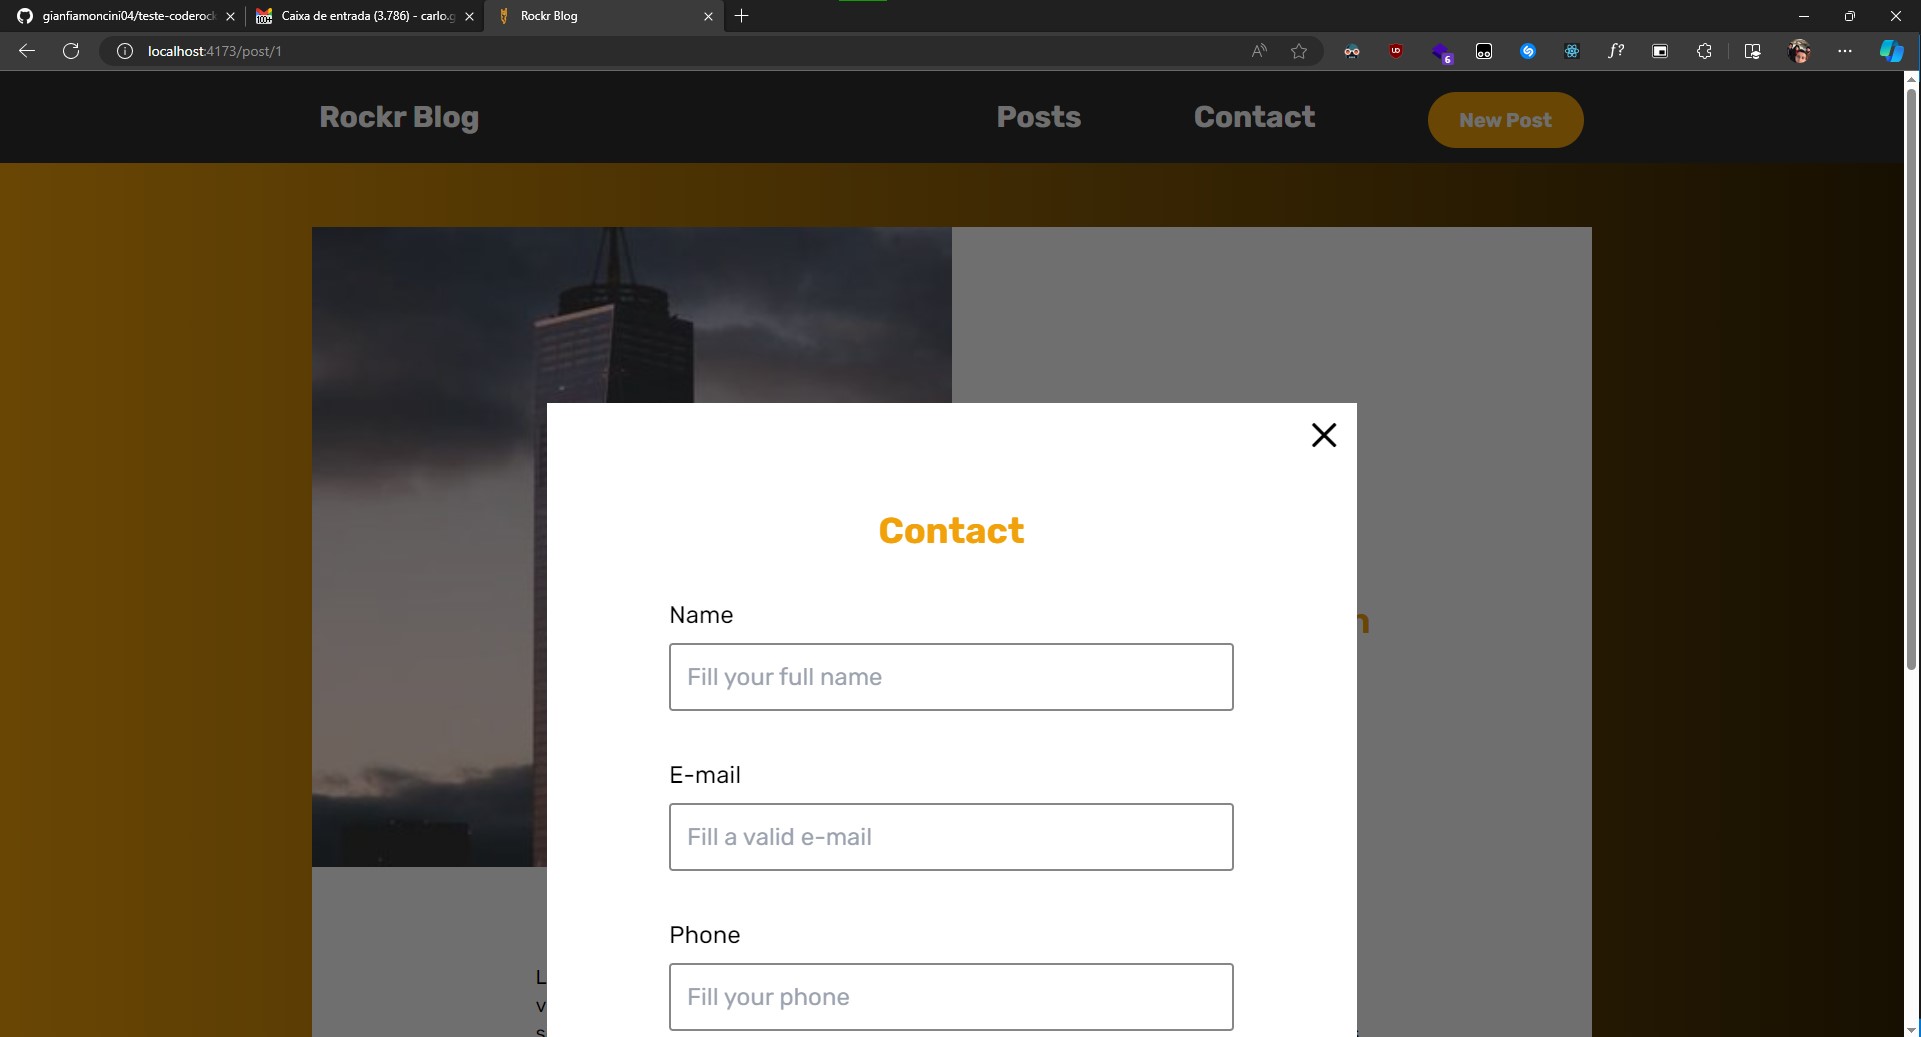 gianfiamoncini04/teste-coderock
Caixa de entrada (3.786) - carlo.g
Rockr Blog
localhost:4173/post/1
Rockr Blog
Posts
Contact
New Post
Contact
Name
Fill your full name
E-mail
Fill a valid e-mail
Phone
Fill your phone